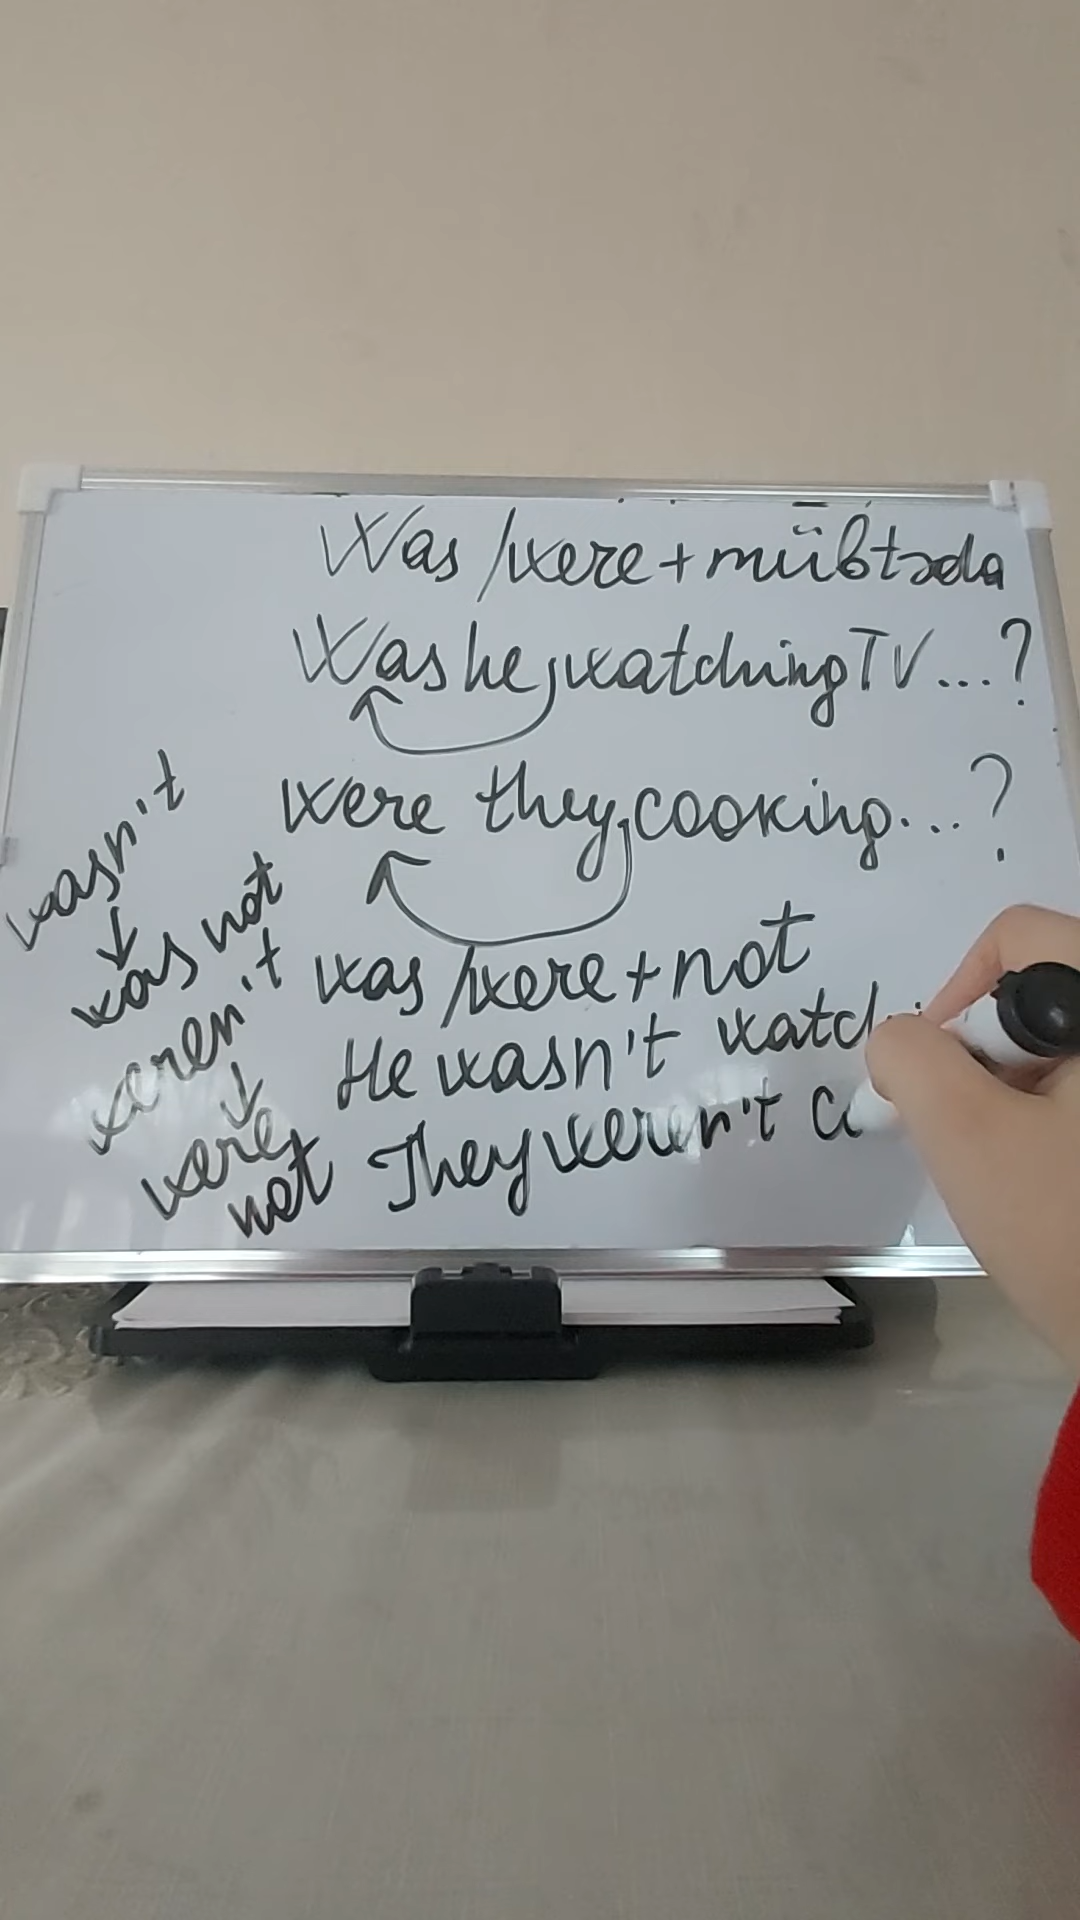 Was/were+mübtəda
Was he watching TV...?
were they cooking...?
wasn't
↓
was not
weren't
↓
were
not
was/were+not
He wasn't
They weren't